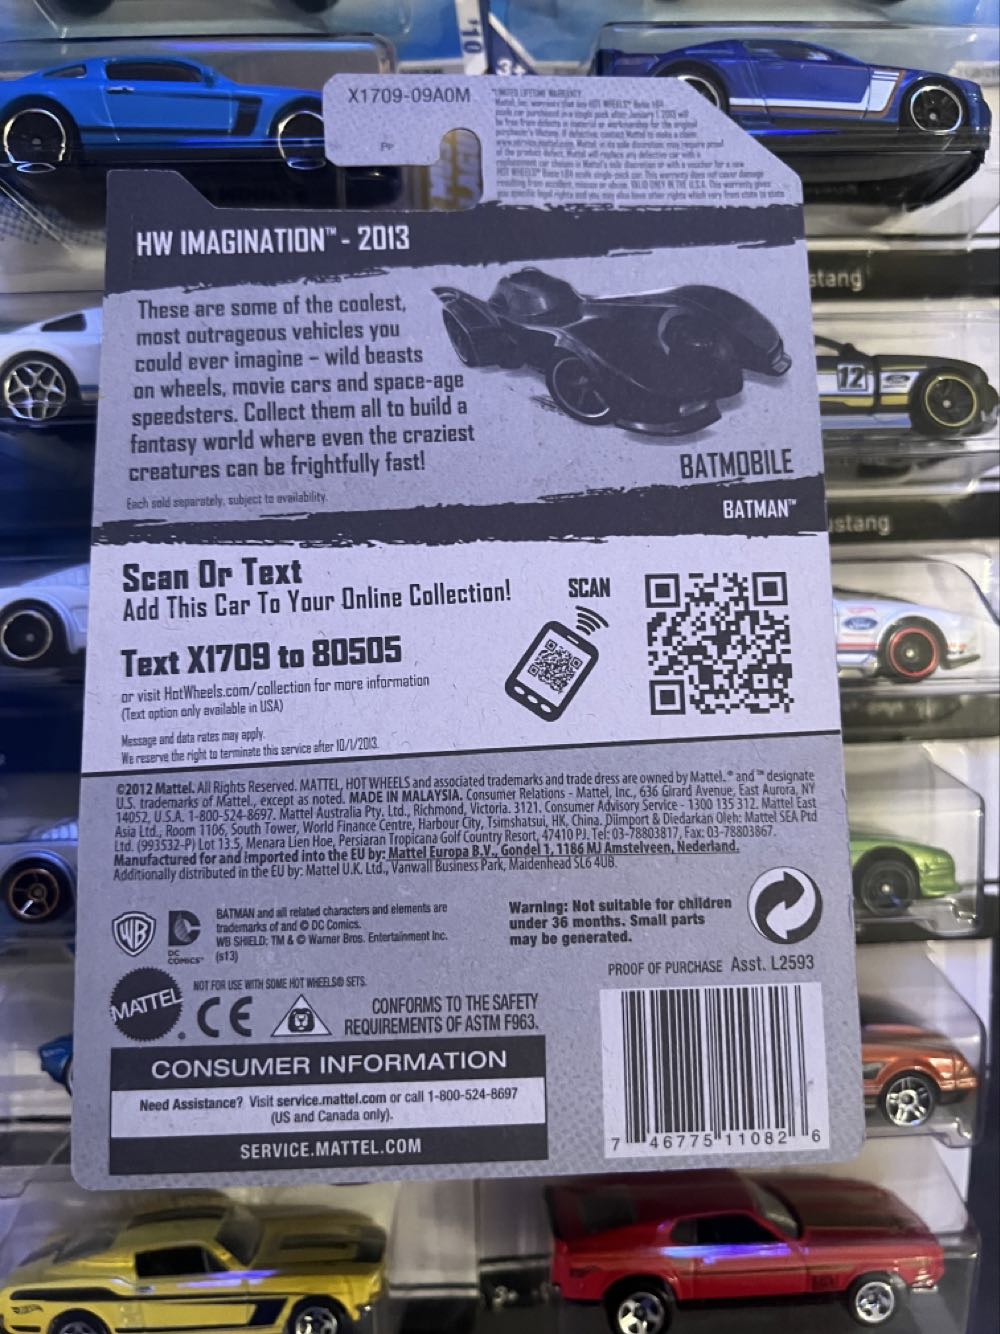 10
3+
X1709-09A0M
PP
*LIMITED LIFETIME WARRANTY
HW IMAGINATION™ - 2013
These are some of the coolest,
most outrageous vehicles you
could ever imagine – wild beasts
on wheels, movie cars and space-age
speedsters. Collect them all to build a
fantasy world where even the craziest
creatures can be frightfully fast!
Each sold separately, subject to availability.
BATMOBILE
BATMAN™
stang
12
ustang
Ford
Scan Or Text
Add This Car To Your Online Collection!
Text X1709 to 80505
or visit HotWheels.com/collection for more information
(Text option only available in USA)
Message and data rates may apply.
We reserve the right to terminate this service after 10/1/2013.
SCAN
©2012 Mattel. All Rights Reserved. MATTEL, HOT WHEELS and associated trademarks and trade dress are owned by Mattel. ® and ™ designate
U.S. trademarks of Mattel, except as noted. MADE IN MALAYSIA. Consumer Relations - Mattel, Inc., 636 Girard Avenue, East Aurora, NY
14052, U.S.A. 1-800-524-8697. Mattel Australia Pty. Ltd., Richmond, Victoria. 3121. Consumer Advisory Service - 1300 135 312. Mattel East
Asia Ltd., Room 1106, South Tower, World Finance Centre, Harbour City, Tsimshatsui, HK, China. Diimport & Diedarkan Oleh: Mattel SEA Ptd
Ltd. (993532-P) Lot 13.5, Menara Lien Hoe, Persiaran Tropicana Golf Country Resort, 47410 PJ. Tel: 03-78803817, Fax: 03-78803867.
Manufactured for and imported into the EU by: Mattel Europa B.V., Gondel 1, 1186 MJ Amstelveen, Nederland.
Additionally distributed in the EU by: Mattel U.K. Ltd., Vanwall Business Park, Maidenhead SL6 4UB.
WB
DC
DC
COMICS™
BATMAN and all related characters and elements are
trademarks of and © DC Comics.
WB SHIELD: TM & © Warner Bros. Entertainment Inc.
(s13)
Warning: Not suitable for children
under 36 months. Small parts
may be generated.
PROOF OF PURCHASE Asst. L2593
NOT FOR USE WITH SOME HOT WHEELS® SETS.
MATTEL
CE
CONFORMS TO THE SAFETY
REQUIREMENTS OF ASTM F963.
CONSUMER INFORMATION
Need Assistance? Visit service.mattel.com or call 1-800-524-8697
(US and Canada only).
SERVICE.MATTEL.COM
7 46775 11082 6
3+